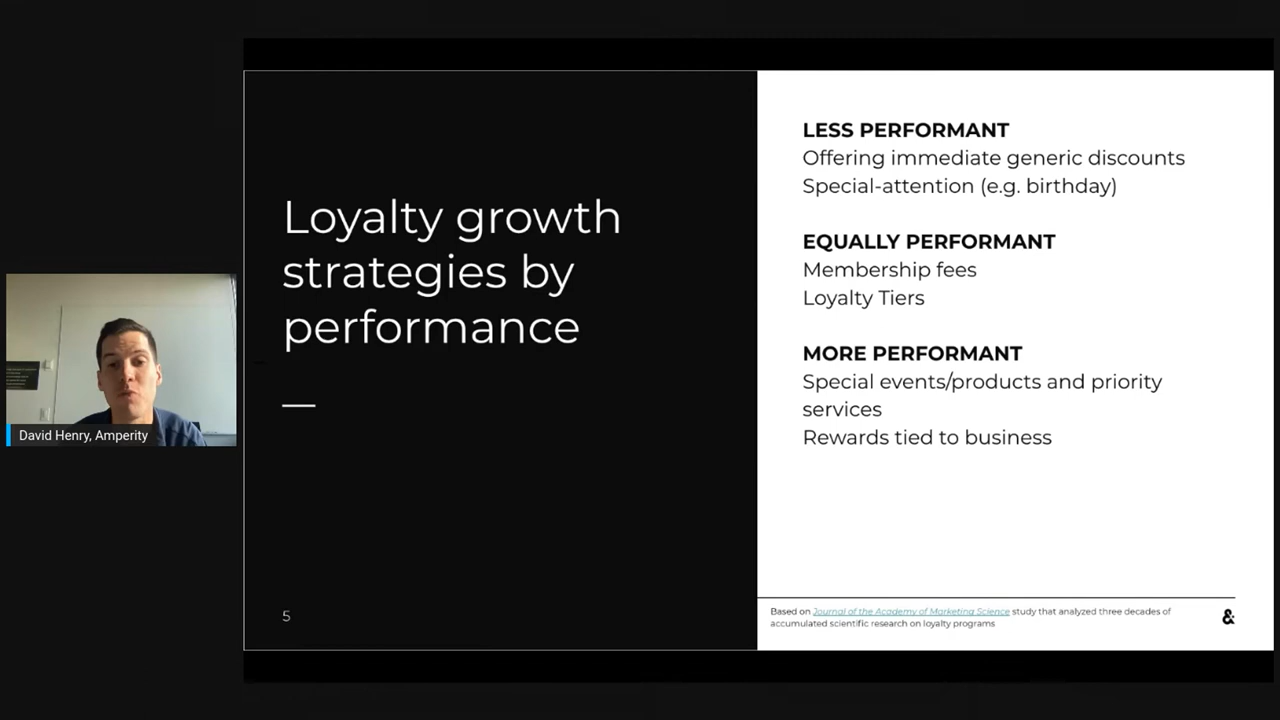 Loyalty growth
strategies by
performance
5
LESS PERFORMANT
Offering immediate generic discounts
Special-attention (e.g. birthday)
EQUALLY PERFORMANT
Membership fees
Loyalty Tiers
MORE PERFORMANT
Special events/products and priority
services
Rewards tied to business
Based on Journal of the Academy of Marketing Science study that analyzed three decades of
accumulated scientific research on loyalty programs
&
David Henry, Amperity